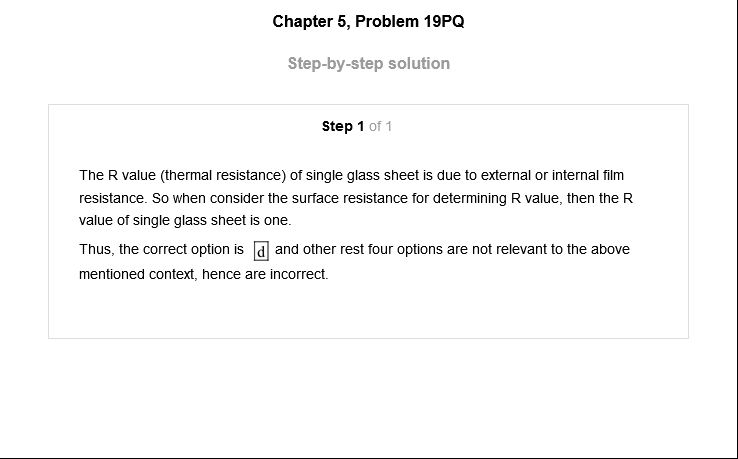 Chapter 5, Problem 19PQ
Step-by-step solution
Step 1 of 1
The R value (thermal resistance) of single glass sheet is due to external or internal film
resistance. So when consider the surface resistance for determining R value, then the R
value of single glass sheet is one.
Thus, the correct option is d and other rest four options are not relevant to the above
mentioned context, hence are incorrect.